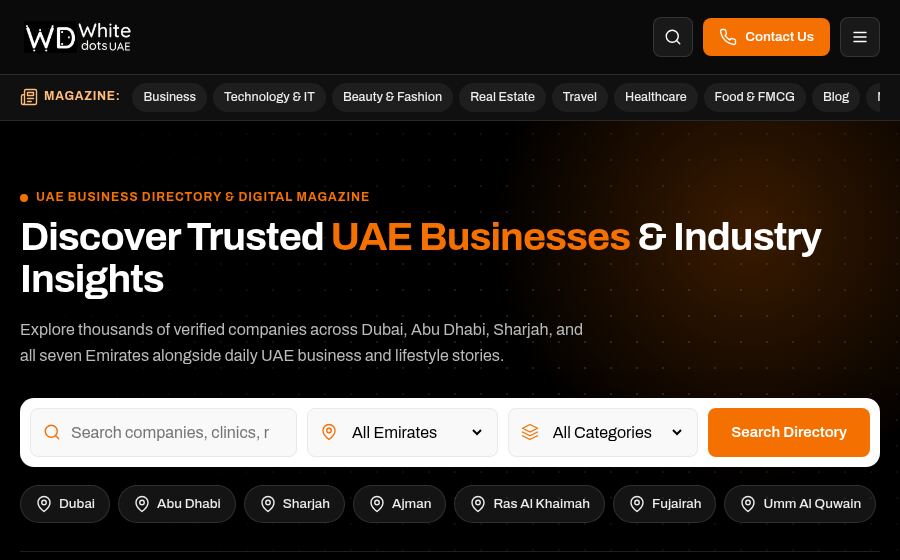 WD White
dots UAE
Contact Us
MAGAZINE:
Business
Technology & IT
Beauty & Fashion
Real Estate
Travel
Healthcare
Food & FMCG
Blog
UAE BUSINESS DIRECTORY & DIGITAL MAGAZINE
Discover Trusted UAE Businesses & Industry
Insights
Explore thousands of verified companies across Dubai, Abu Dhabi, Sharjah, and
all seven Emirates alongside daily UAE business and lifestyle stories.
Search companies, clinics, r
All Emirates
All Categories
Search Directory
Dubai
Abu Dhabi
Sharjah
Ajman
Ras Al Khaimah
Fujairah
Umm Al Quwain